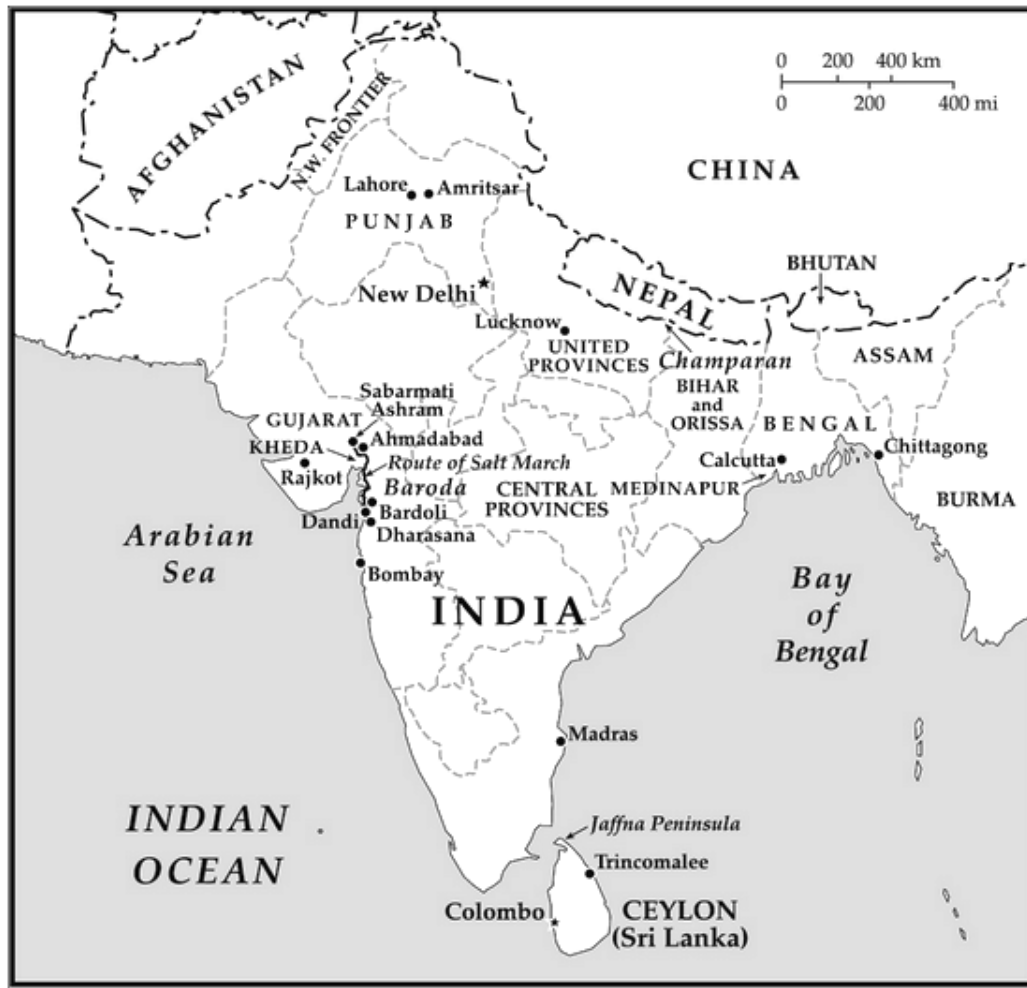 0 200 400 km
0 200 400 mi
AFGHANISTAN
N.W. FRONTIER
CHINA
Lahore
Amritsar
PUNJAB
BHUTAN
New Delhi
NEPAL
Lucknow
UNITED
PROVINCES
Champaran
ASSAM
BIHAR
and
ORISSA
Sabarmati
Ashram
GUJARAT
BENGAL
KHEDA
Ahmadabad
Chittagong
Rajkot
Route of Salt March
Calcutta
Baroda
CENTRAL
PROVINCES
MEDINAPUR
BURMA
Bardoli
Dandi
Dharasana
Arabian
Sea
Bombay
INDIA
Bay
of
Bengal
Madras
INDIAN
OCEAN
Jaffna Peninsula
Trincomalee
Colombo
CEYLON
(Sri Lanka)